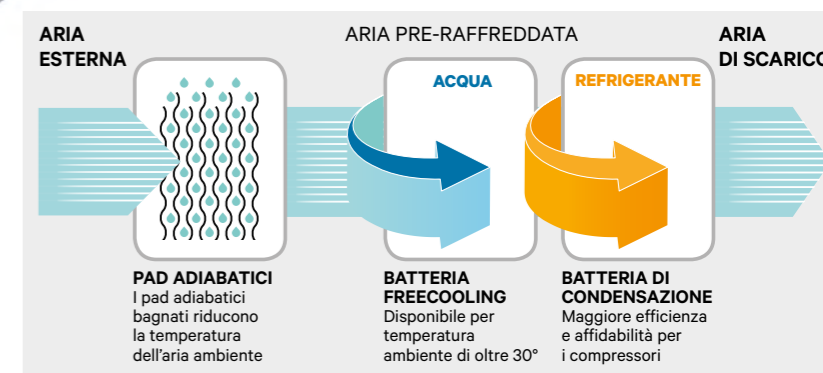 ARIA
ESTERNA
ARIA PRE-RAFFREDDATA
ARIA
DI SCARICO
ACQUA
REFRIGERANTE
PAD ADIABATICI
I pad adiabatici
bagnati riducono
la temperatura
dell'aria ambiente
BATTERIA
FREECOOLING
Disponibile per
temperatura
ambiente di oltre 30°
BATTERIA DI
CONDENSAZIONE
Maggiore efficienza
e affidabilità per
i compressori